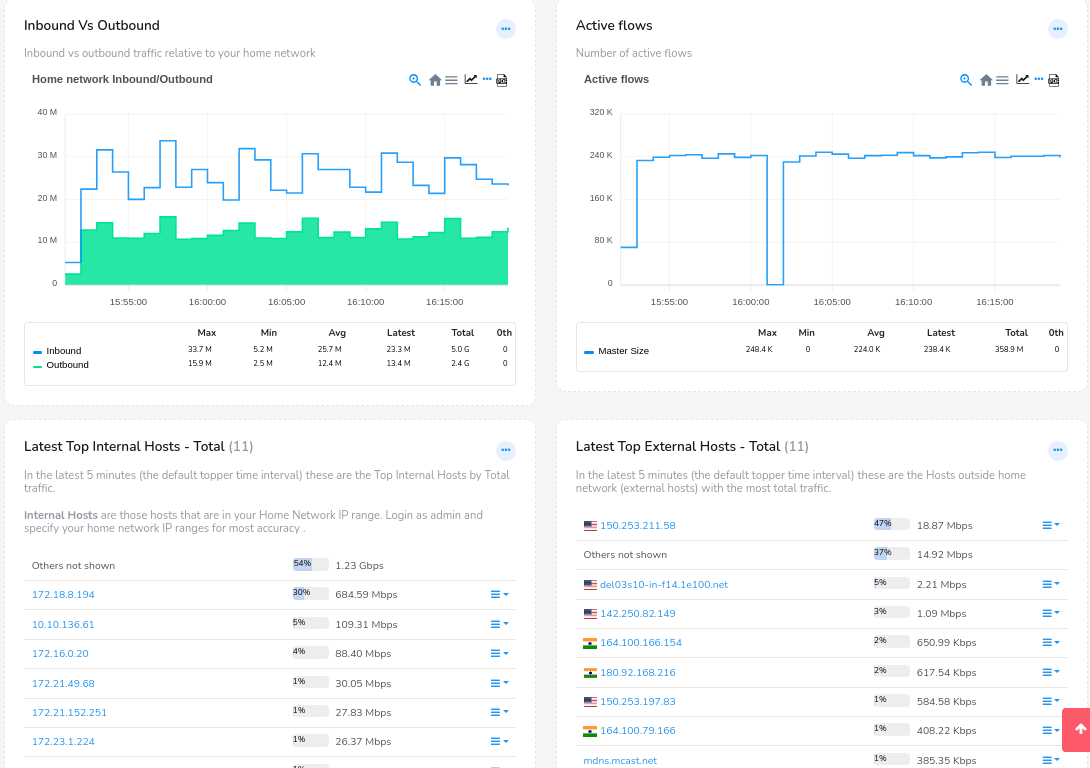 Inbound Vs Outbound
Inbound vs outbound traffic relative to your home network
Home network Inbound/Outbound
40 M
30 M
20 M
10 M
0
15:55:00 16:00:00 16:05:00 16:10:00 16:15:00
Max Min Avg Latest Total 0th
Inbound 33.7 M 5.2 M 25.7 M 23.3 M 5.0 G 0
Outbound 15.9 M 2.5 M 12.4 M 13.4 M 2.4 G 0
Active flows
Number of active flows
Active flows
320 K
240 K
160 K
80 K
0
15:55:00 16:00:00 16:05:00 16:10:00 16:15:00
Max Min Avg Latest Total 0th
Master Size 248.4 K 0 224.0 K 238.4 K 358.9 M 0
Latest Top Internal Hosts - Total (11)
In the latest 5 minutes (the default topper time interval) these are the Top Internal Hosts by Total
traffic.
Internal Hosts are those hosts that are in your Home Network IP range. Login as admin and
specify your home network IP ranges for most accuracy .
Others not shown 54% 1.23 Gbps
172.18.8.194 30% 684.59 Mbps
10.10.136.61 5% 109.31 Mbps
172.16.0.20 4% 88.40 Mbps
172.21.49.68 1% 30.05 Mbps
172.21.152.251 1% 27.83 Mbps
172.23.1.224 1% 26.37 Mbps
Latest Top External Hosts - Total (11)
In the latest 5 minutes (the default topper time interval) these are the Hosts outside home
network (external hosts) with the most total traffic.
150.253.211.58 47% 18.87 Mbps
Others not shown 37% 14.92 Mbps
del03s10-in-f14.1e100.net 5% 2.21 Mbps
142.250.82.149 3% 1.09 Mbps
164.100.166.154 2% 650.99 Kbps
180.92.168.216 2% 617.54 Kbps
150.253.197.83 1% 584.58 Kbps
164.100.79.166 1% 408.22 Kbps
mdns.mcast.net 1% 385.35 Kbps